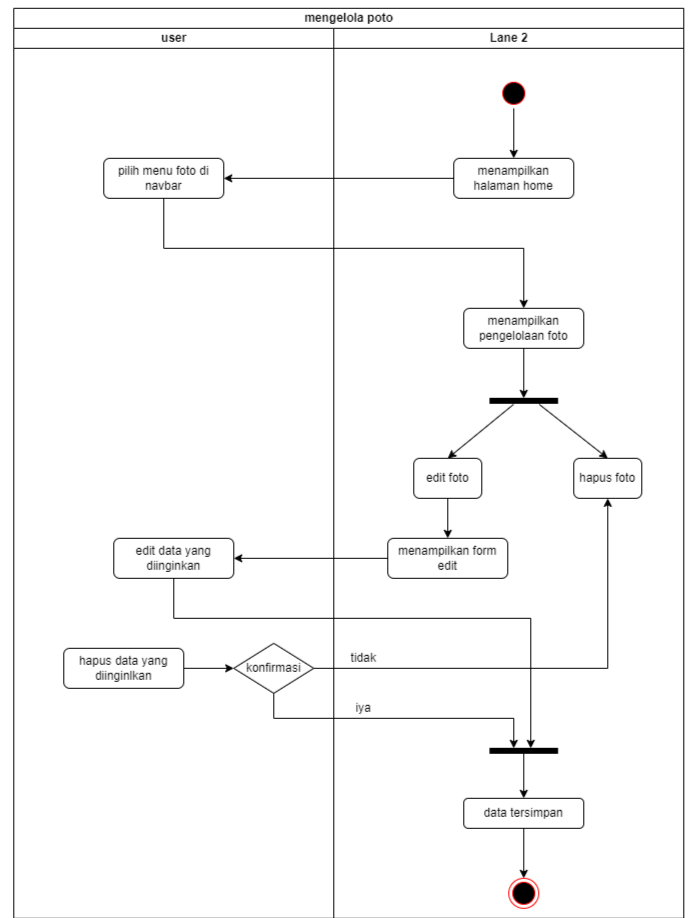 mengelola poto
user
Lane 2
pilih menu foto di
navbar
menampilkan
halaman home
menampilkan
pengelolaan foto
edit foto
hapus foto
edit data yang
diinginkan
menampilkan form
edit
hapus data yang
diinginlkan
konfirmasi
tidak
iya
data tersimpan